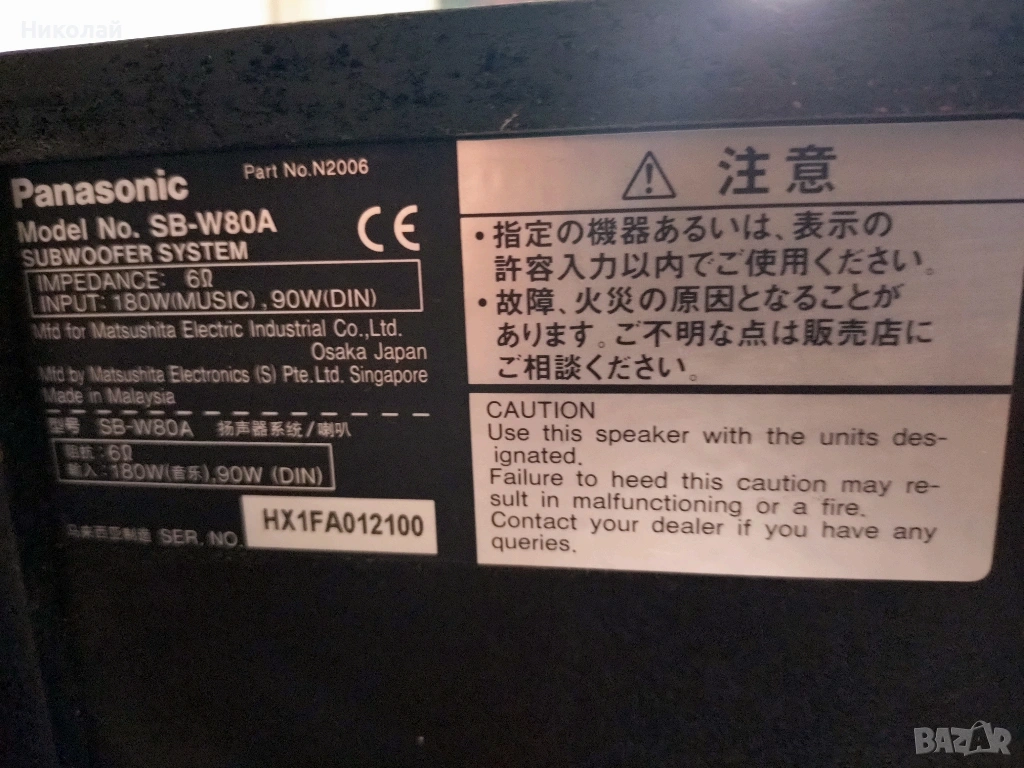 Николай
Panasonic
Part No.N2006
Model No. SB-W80A
SUBWOOFER SYSTEM
CE
IMPEDANCE: 6Ω
INPUT: 180W(MUSIC) , 90W(DIN)
Mfd for Matsushita Electric Industrial Co.,Ltd.
Osaka Japan
Mfd by Matsushita Electronics (S) Pte.Ltd. Singapore
Made in Malaysia
型号 SB-W80A 扬声器系统/喇叭
阻抗:6Ω
输入:180W(音乐),90W (DIN)
马来西亚制造 SER. NO.
HX1FA012100
注意
・指定の機器あるいは、表示の
許容入力以内でご使用ください。
・故障、火災の原因となることが
あります。ご不明な点は販売店に
ご相談ください。
CAUTION
Use this speaker with the units des-
ignated.
Failure to heed this caution may re-
sult in malfunctioning or a fire.
Contact your dealer if you have any
queries.
BAZAR